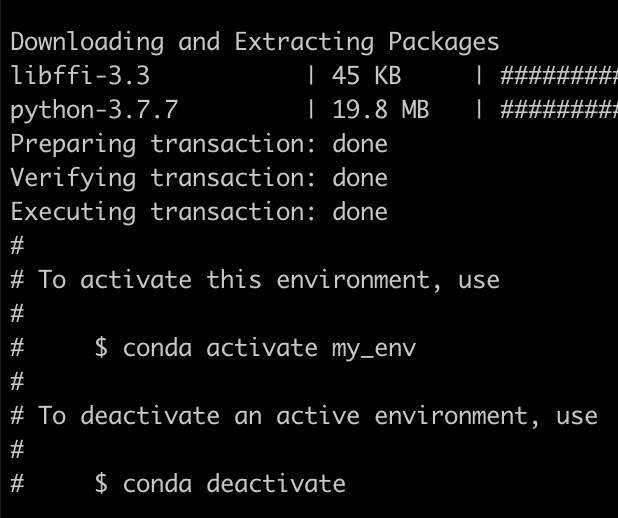 Downloading and Extracting Packages
libffi-3.3           | 45 KB     | #########
python-3.7.7         | 19.8 MB   | #########
Preparing transaction: done
Verifying transaction: done
Executing transaction: done
#
# To activate this environment, use
#
#     $ conda activate my_env
#
# To deactivate an active environment, use
#
#     $ conda deactivate